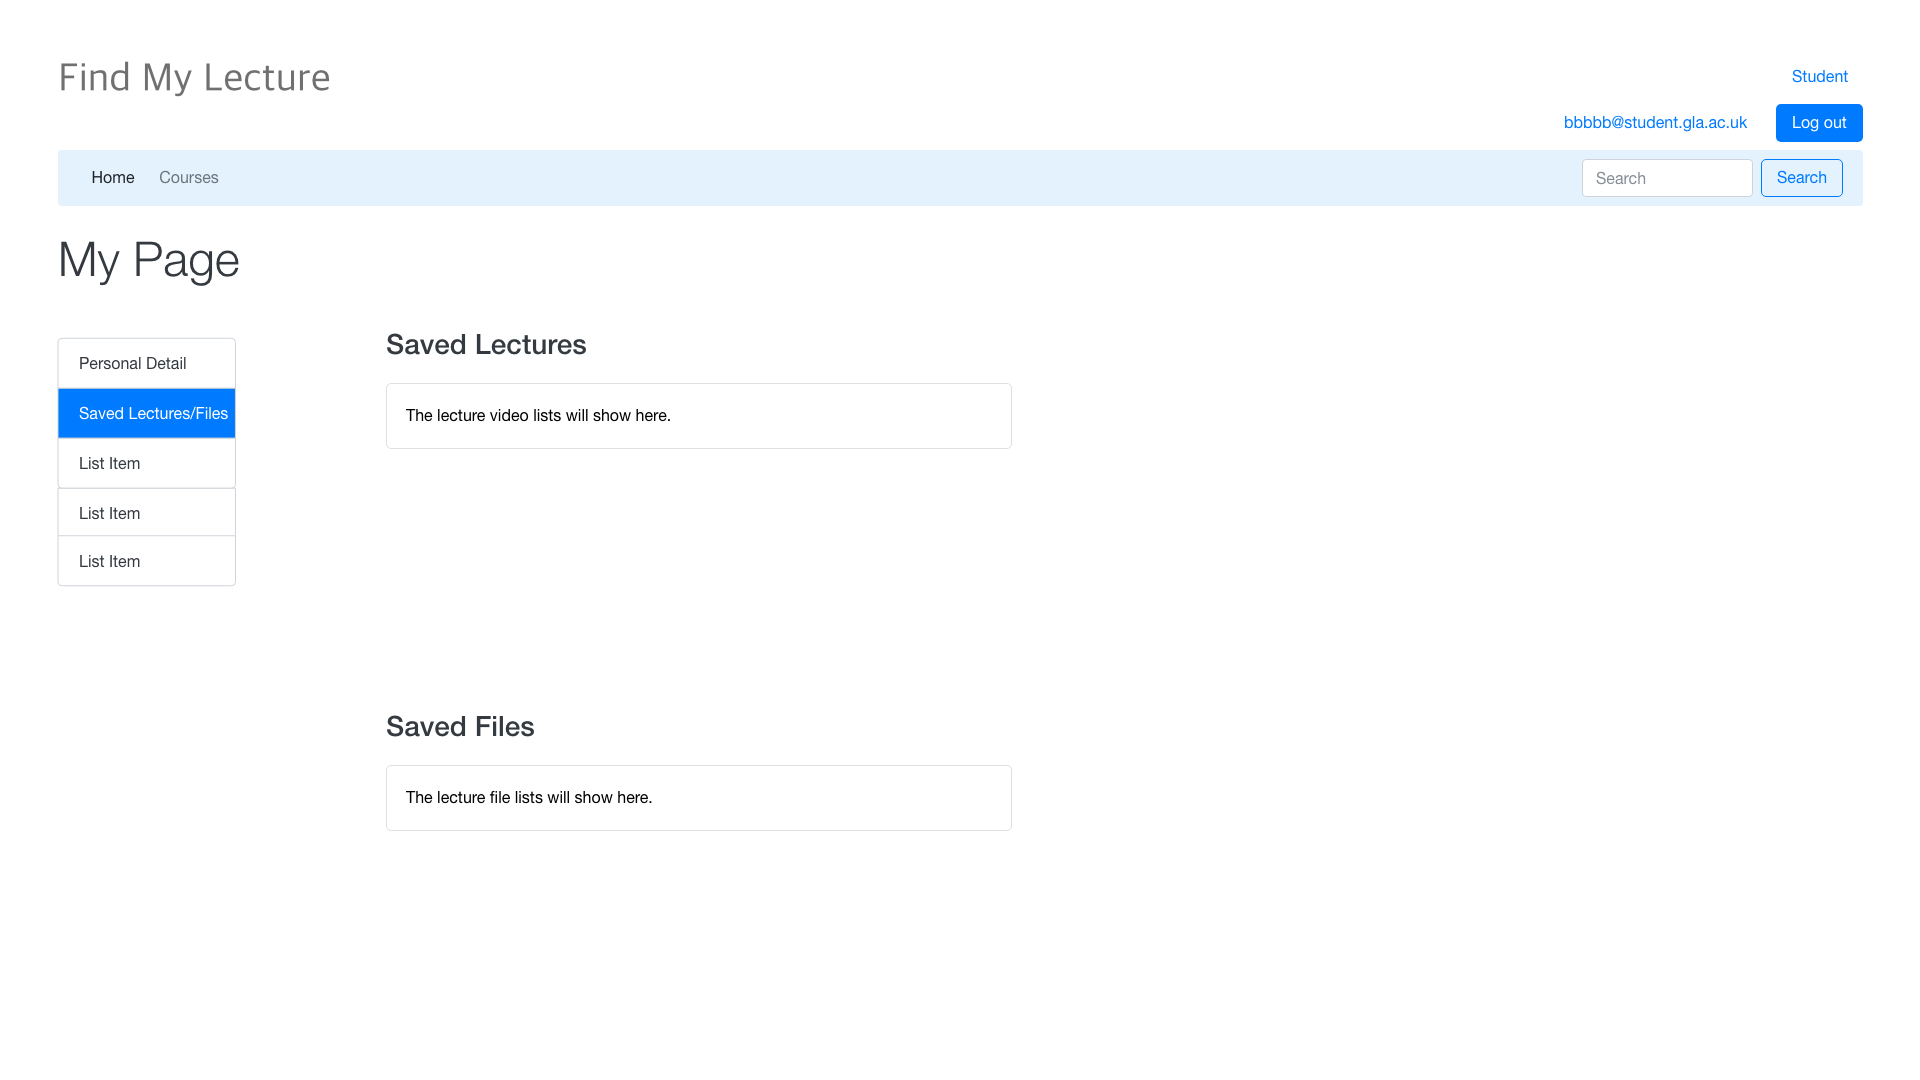 Find My Lecture
Student
bbbbb@student.gla.ac.uk Log out
Home Courses Search Search
My Page
Personal Detail
Saved Lectures/Files
List Item
List Item
List Item
Saved Lectures
The lecture video lists will show here.
Saved Files
The lecture file lists will show here.